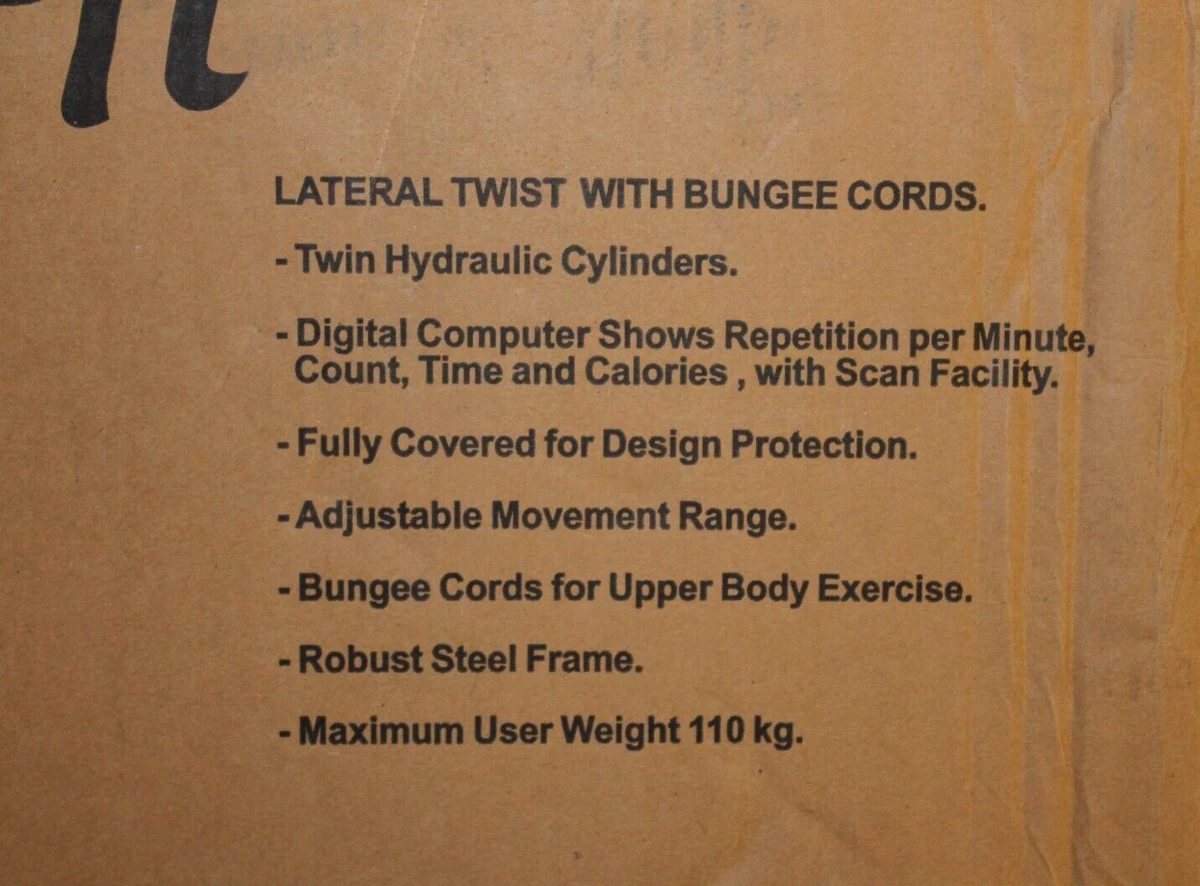 LATERAL TWIST WITH BUNGEE CORDS.
- Twin Hydraulic Cylinders.
- Digital Computer Shows Repetition per Minute,
Count, Time and Calories , with Scan Facility.
- Fully Covered for Design Protection.
- Adjustable Movement Range.
- Bungee Cords for Upper Body Exercise.
- Robust Steel Frame.
- Maximum User Weight 110 kg.